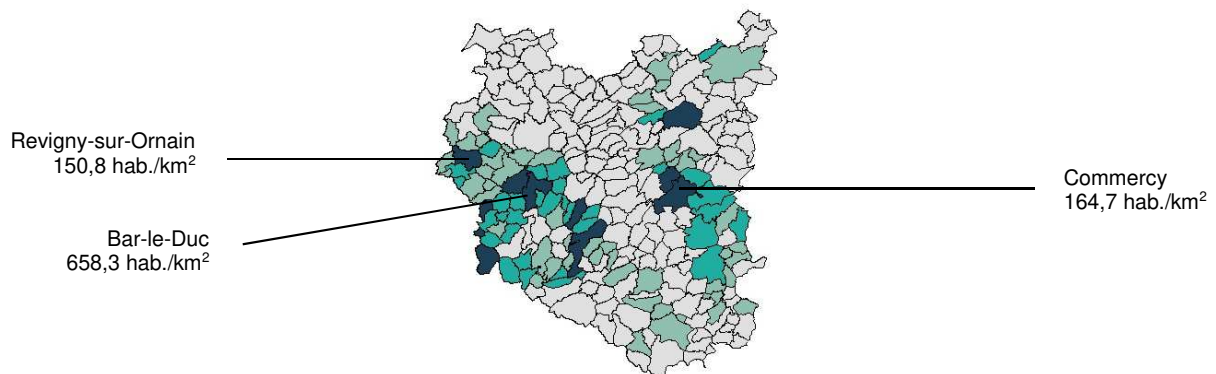 Revigny-sur-Ornain
150,8 hab./km²
Bar-le-Duc
658,3 hab./km²
Commercy
164,7 hab./km²